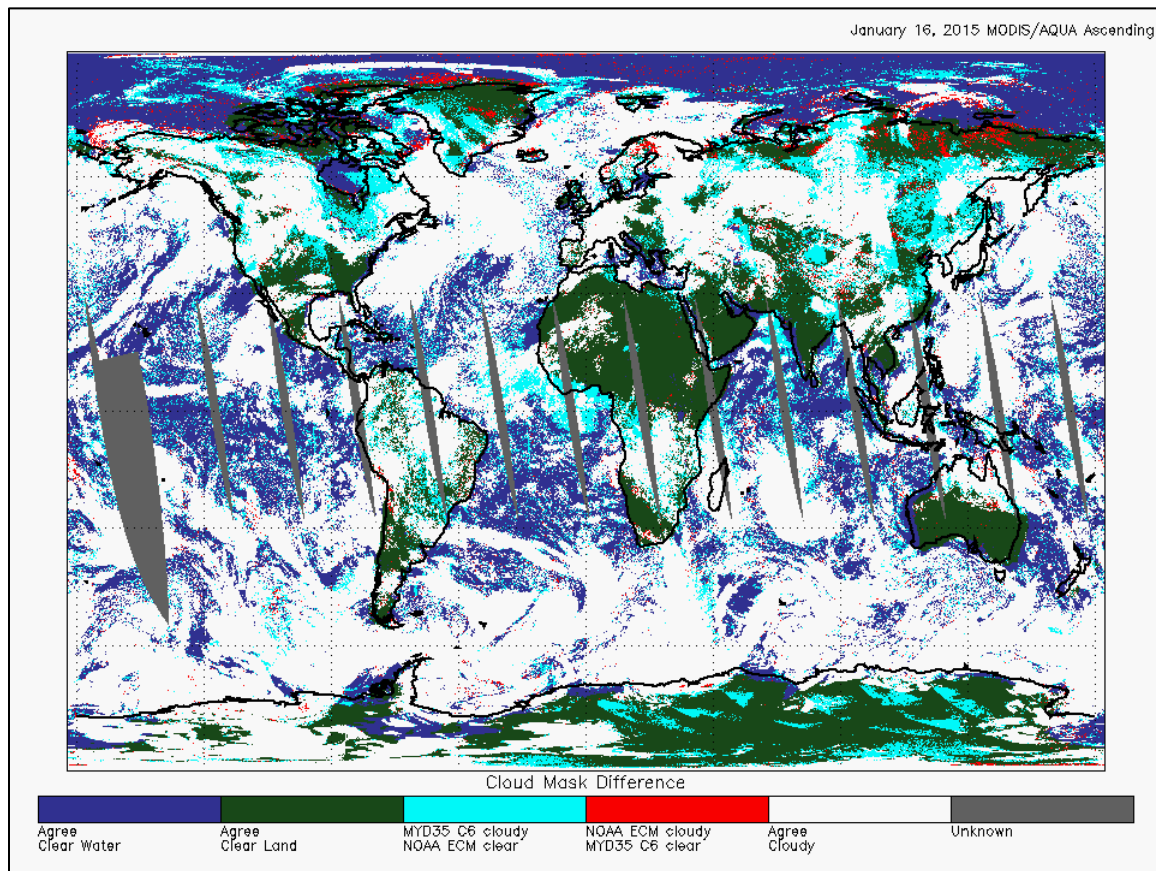 January 16, 2015 MODIS/AQUA Ascending
Cloud Mask Difference
Agree
Clear Water
Agree
Clear Land
MYD35 C6 cloudy
NOAA ECM clear
NOAA ECM cloudy
MYD35 C6 clear
Agree
Cloudy
Unknown